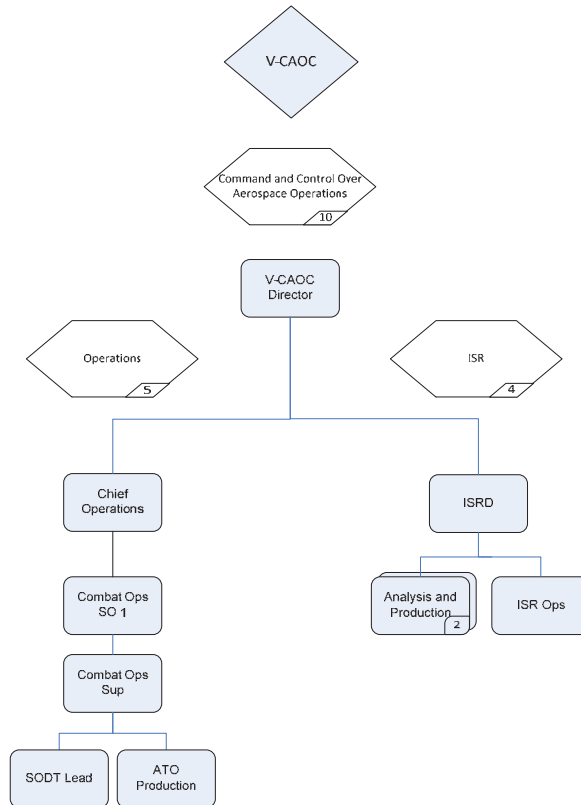 V-CAOC
Command and Control Over
Aerospace Operations
10
V-CAOC
Director
Operations
5
ISR
4
Chief
Operations
ISRD
Combat Ops
SO 1
Analysis and
Production
2
ISR Ops
Combat Ops
Sup
SODT Lead
ATO
Production